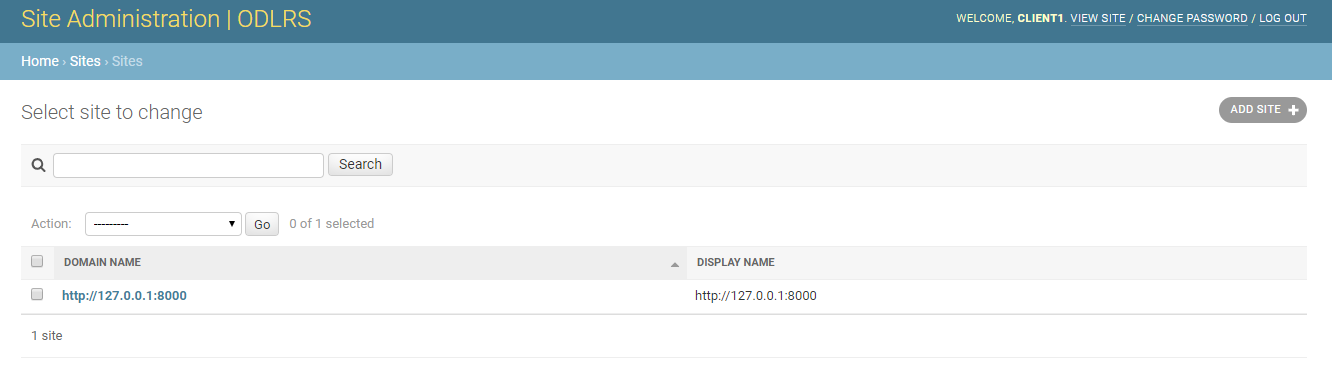 Site Administration | ODLRS
WELCOME, CLIENT1. VIEW SITE / CHANGE PASSWORD / LOG OUT
Home › Sites › Sites
Select site to change
ADD SITE
Search
Action: --------- Go 0 of 1 selected
DOMAIN NAME DISPLAY NAME
http://127.0.0.1:8000 http://127.0.0.1:8000
1 site